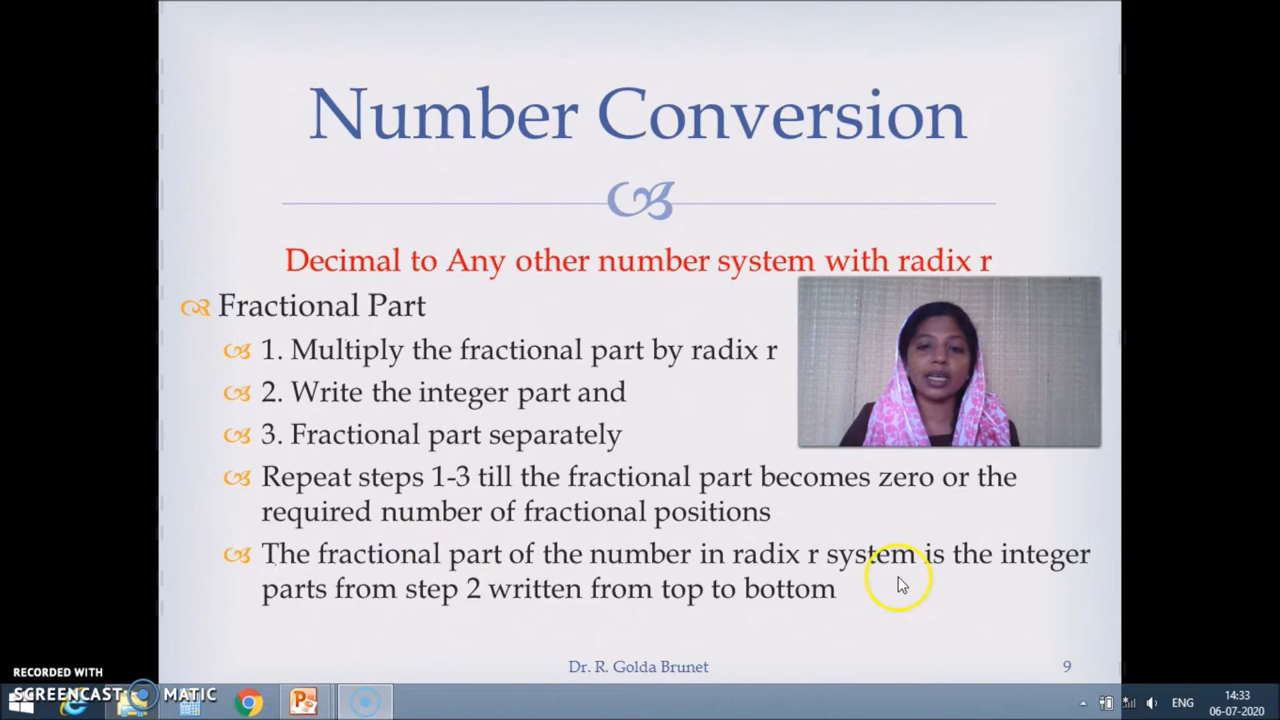 Number Conversion
Decimal to Any other number system with radix r
Fractional Part
1. Multiply the fractional part by radix r
2. Write the integer part and
3. Fractional part separately
Repeat steps 1-3 till the fractional part becomes zero or the
required number of fractional positions
The fractional part of the number in radix r system is the integer
parts from step 2 written from top to bottom
Dr. R. Golda Brunet
9
RECORDED WITH
SCREENCAST MATIC
ENG
14:33
06-07-2020